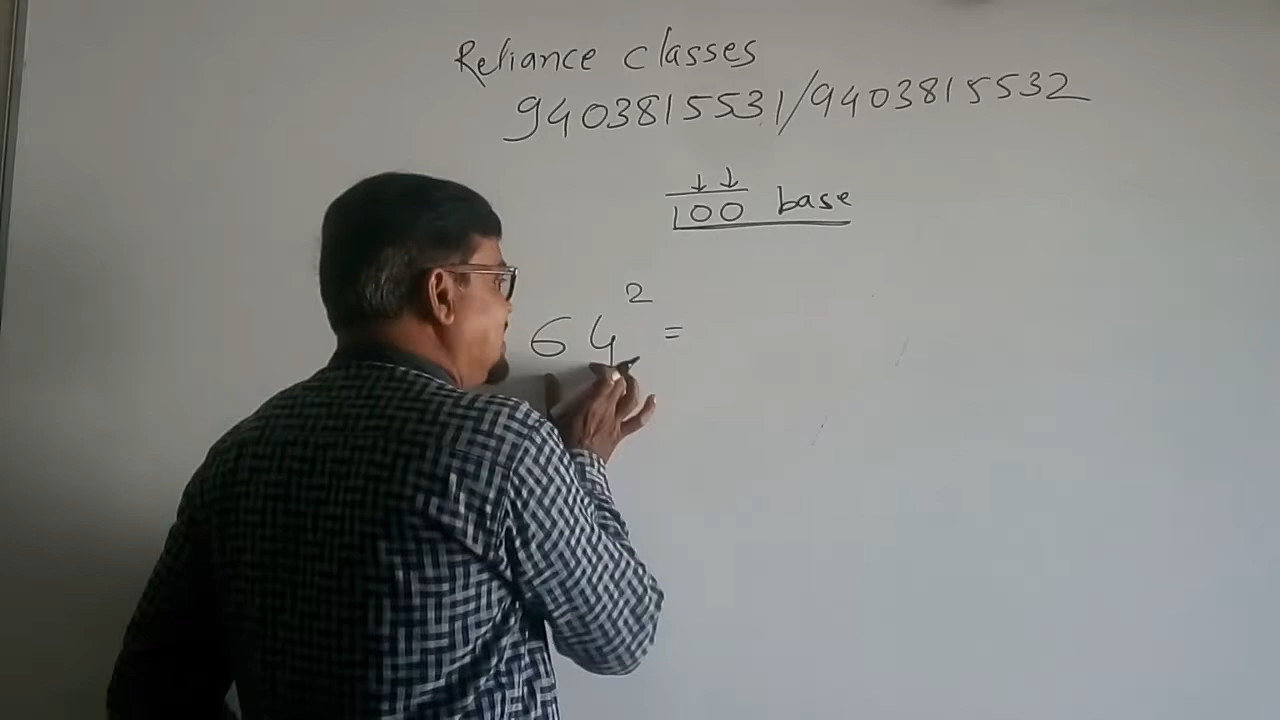 Reliance classes
9403815531/9403815532
100 base
64² =